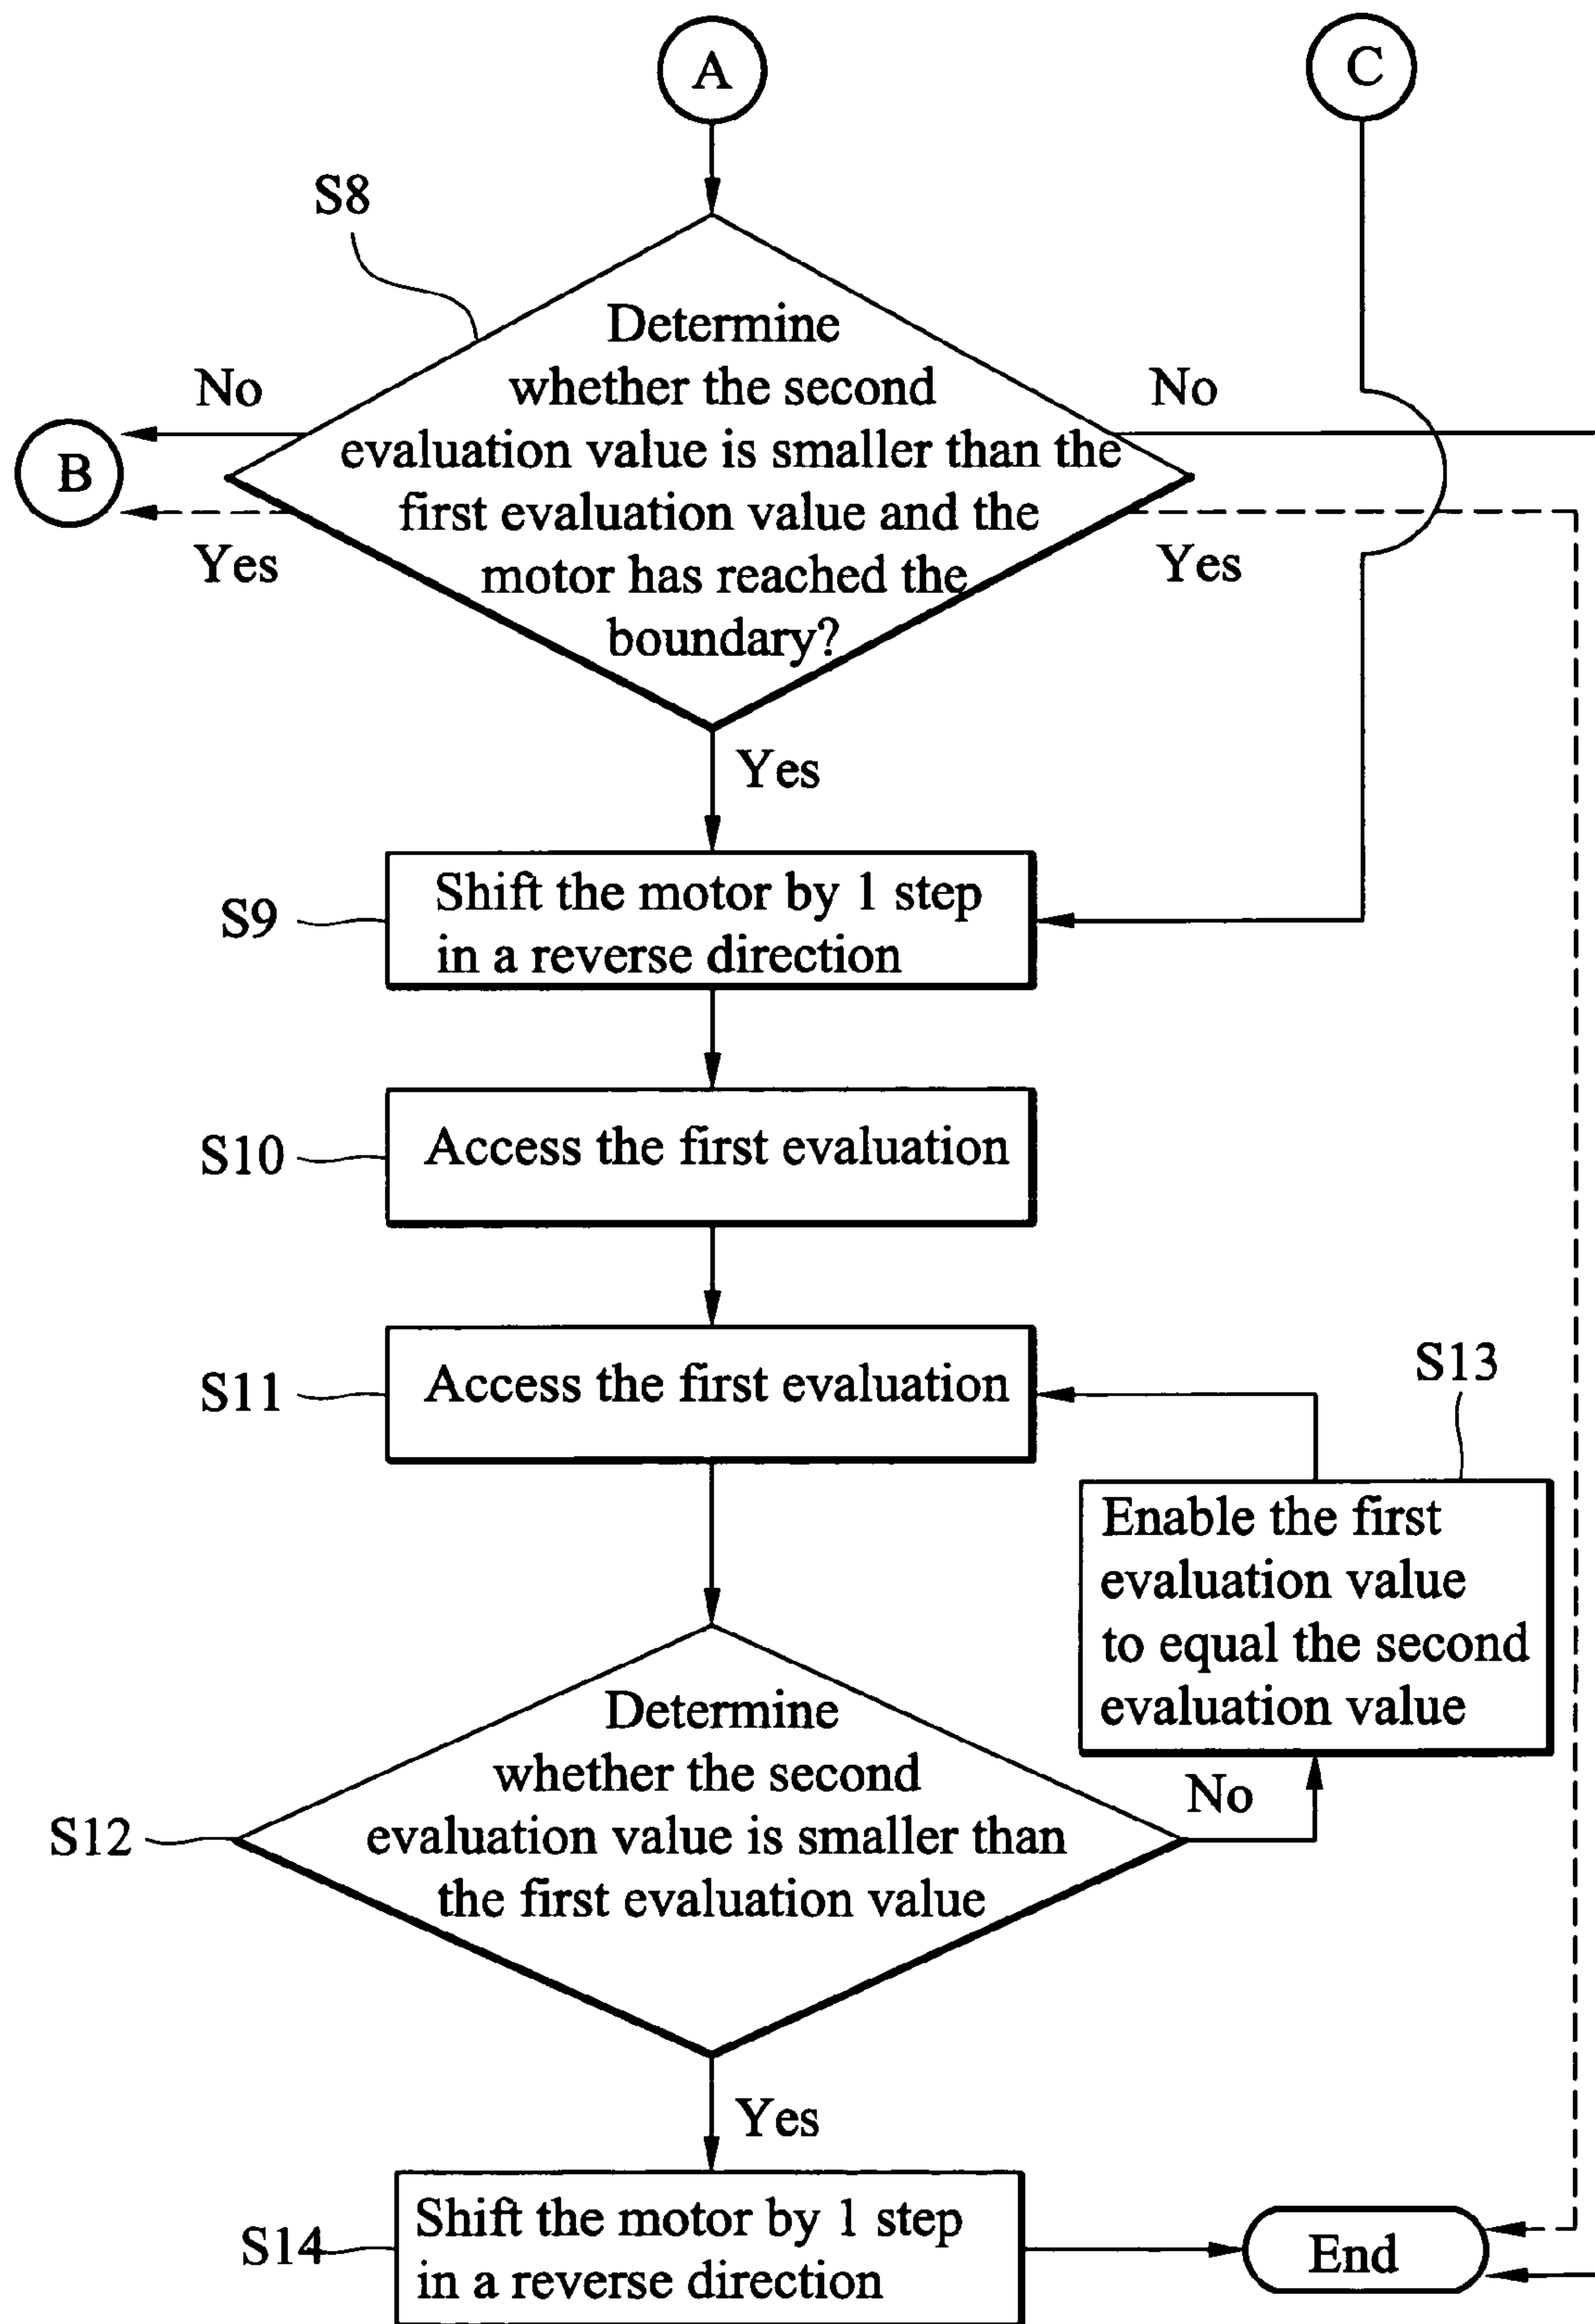 A
C
S8
Determine
whether the second
evaluation value is smaller than the
first evaluation value and the
motor has reached the
boundary?
No
No
B
Yes
Yes
Yes
S9
Shift the motor by 1 step
in a reverse direction
S10
Access the first evaluation
S11
Access the first evaluation
S13
Enable the first
evaluation value
to equal the second
evaluation value
S12
Determine
whether the second
evaluation value is smaller than
the first evaluation value
No
Yes
S14
Shift the motor by 1 step
in a reverse direction
End